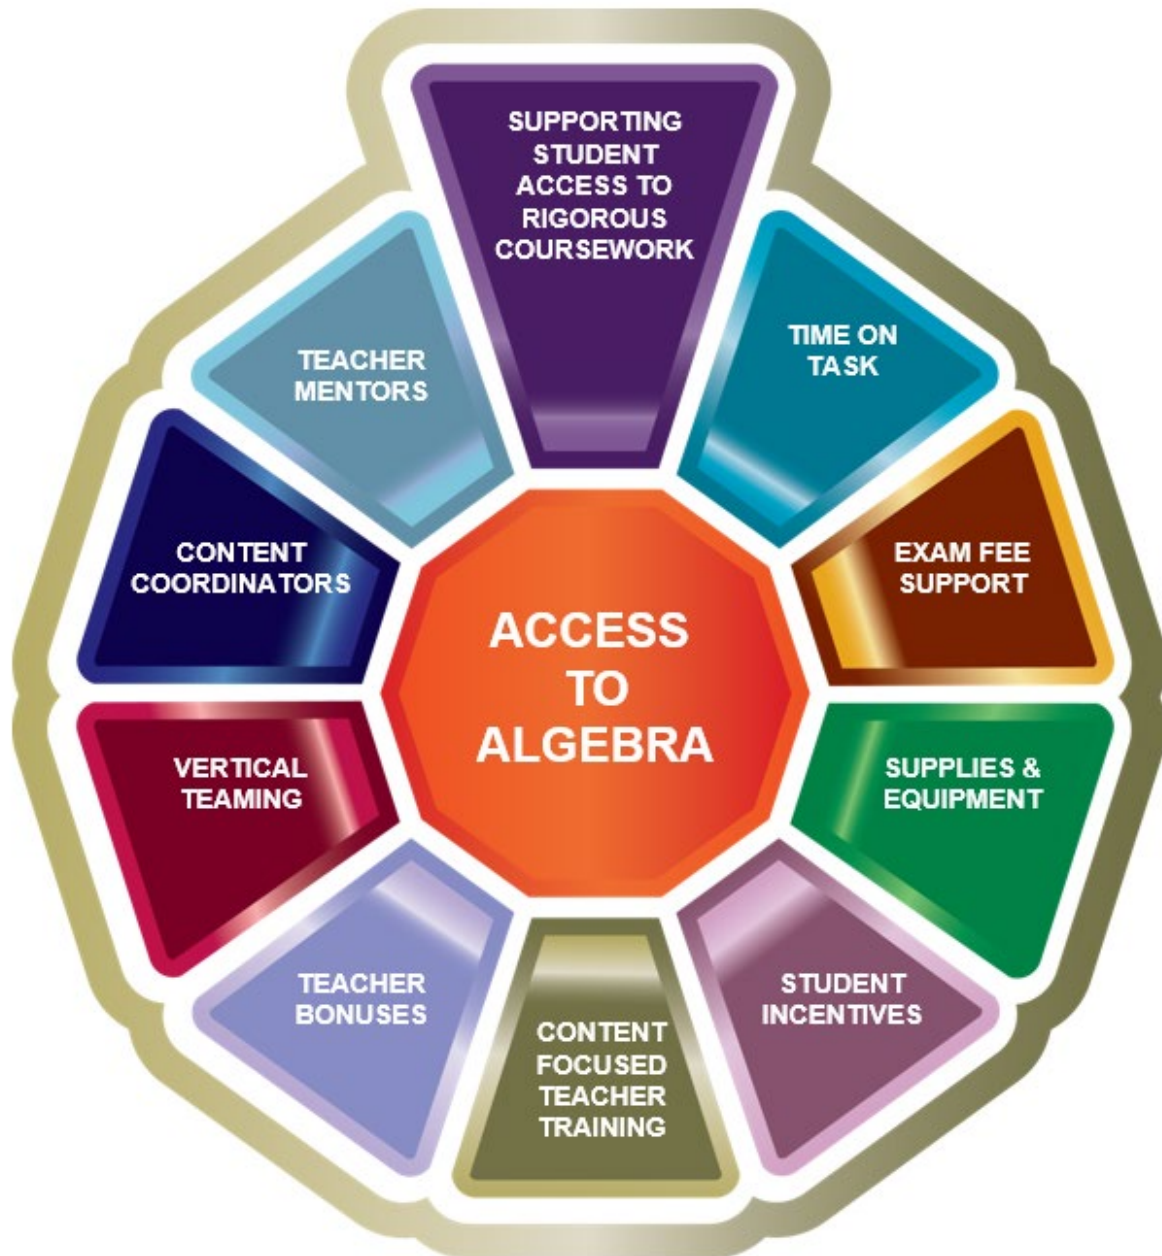 SUPPORTING
STUDENT
ACCESS TO
RIGOROUS
COURSEWORK
TIME ON
TASK
EXAM FEE
SUPPORT
SUPPLIES &
EQUIPMENT
STUDENT
INCENTIVES
CONTENT
FOCUSED
TEACHER
TRAINING
TEACHER
BONUSES
VERTICAL
TEAMING
CONTENT
COORDINATORS
TEACHER
MENTORS
ACCESS
TO
ALGEBRA